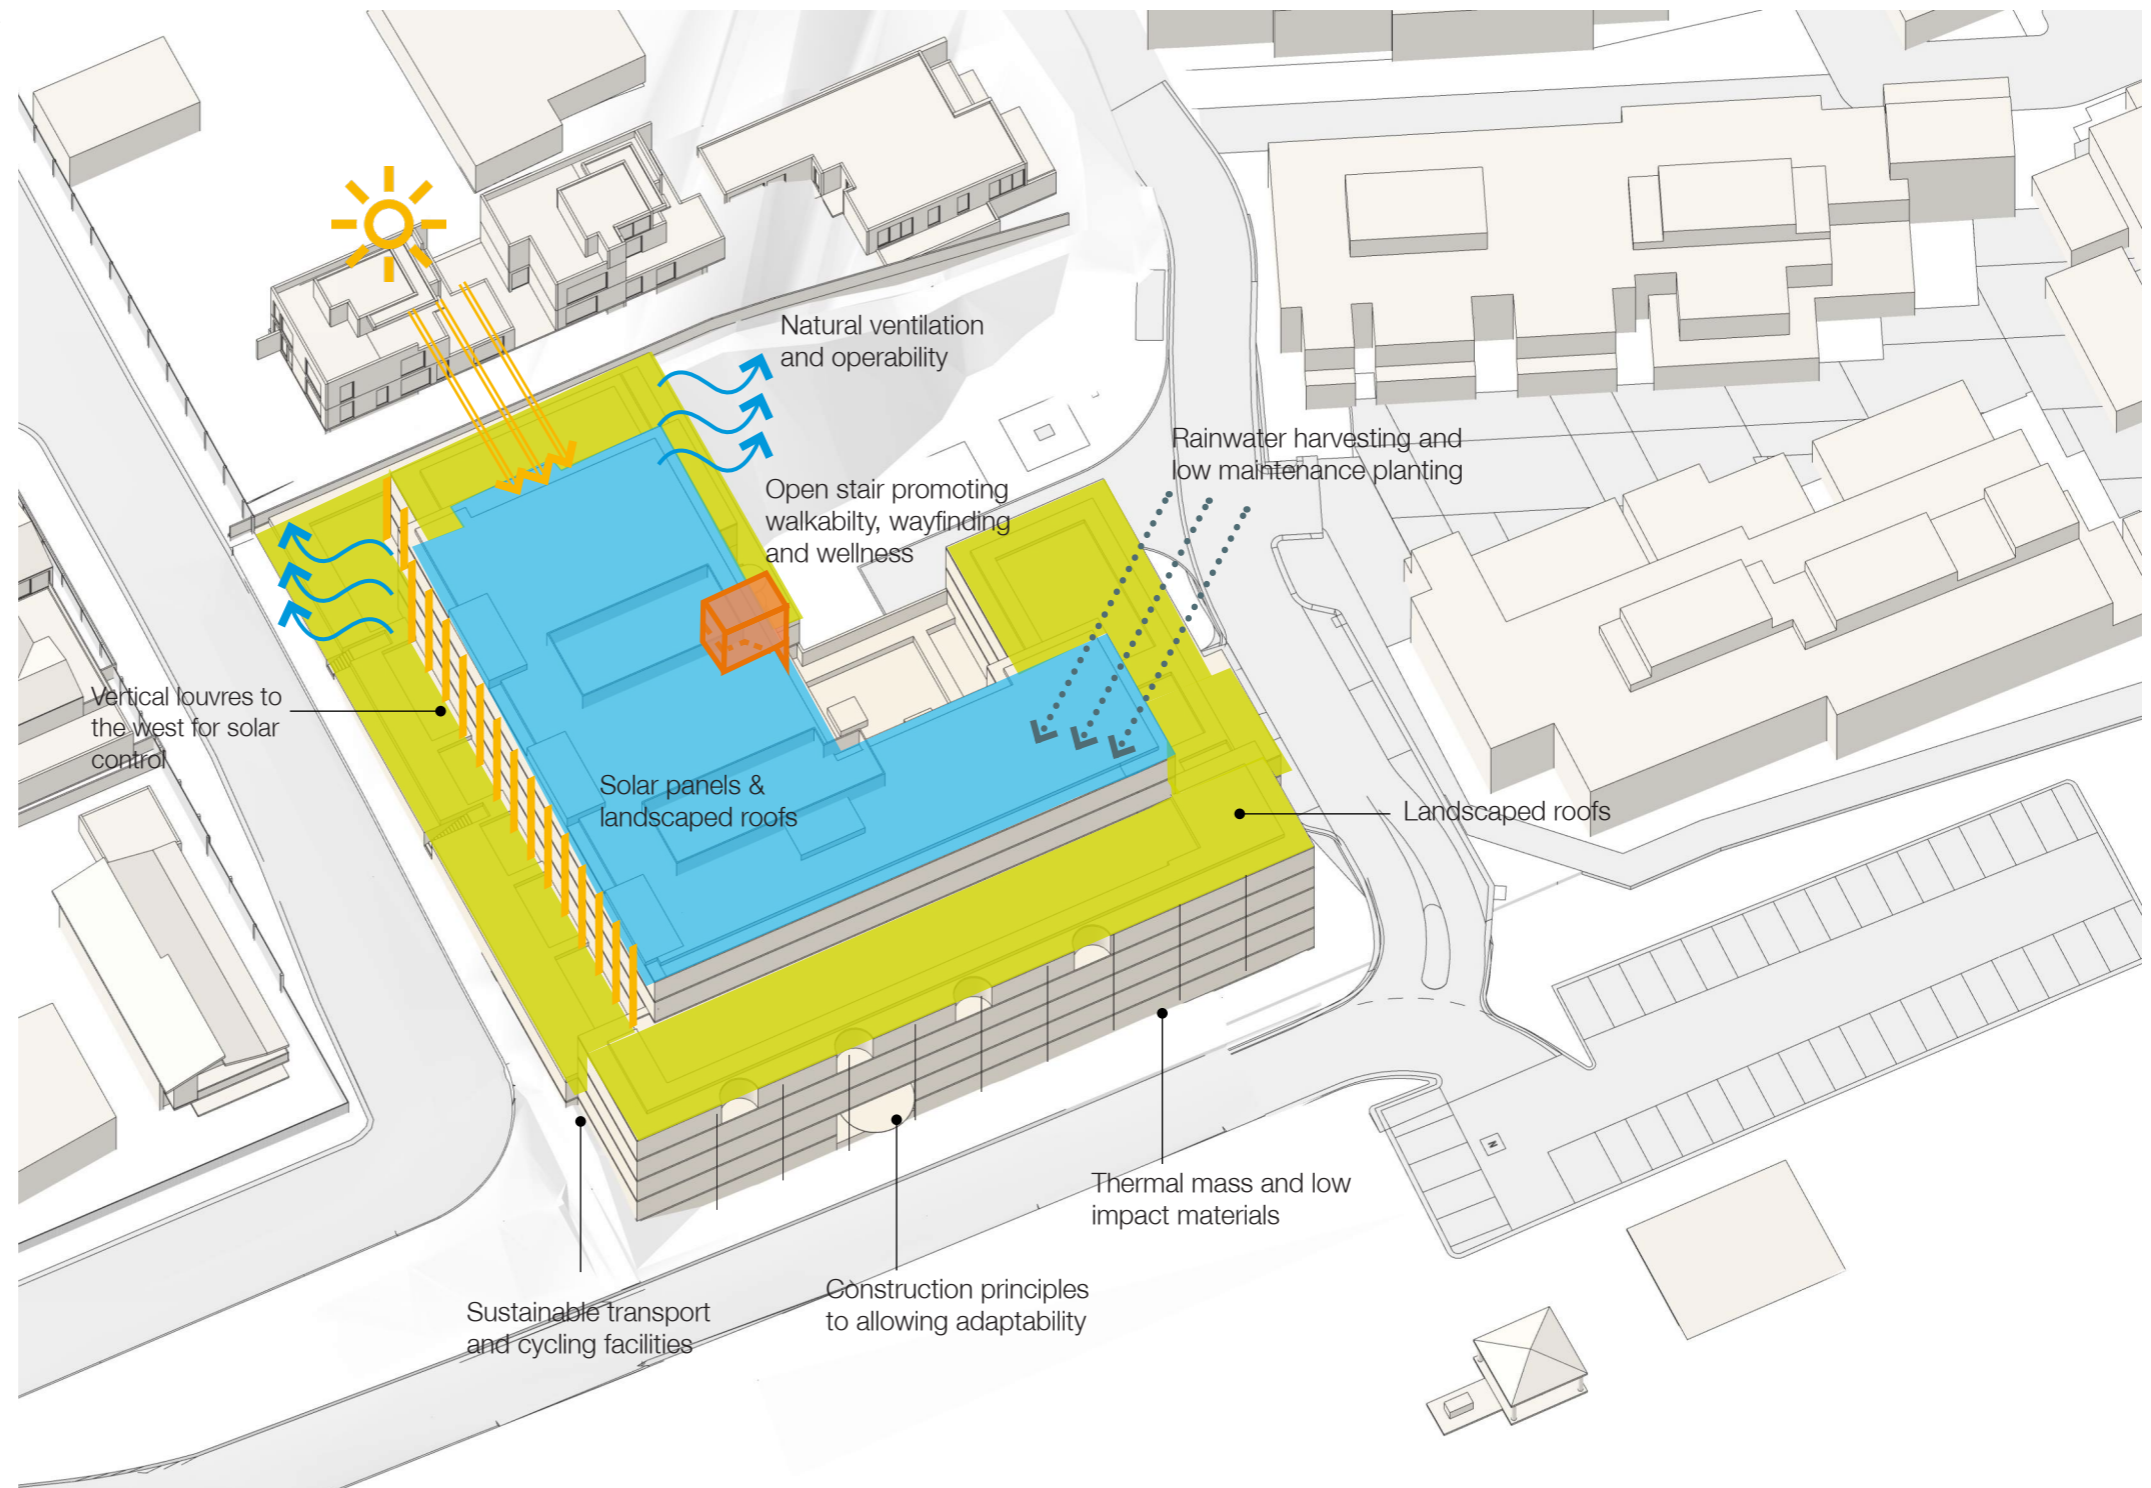 Natural ventilation
and operability
Rainwater harvesting and
low maintenance planting
Open stair promoting
walkabilty, wayfinding
and wellness
Vertical louvres to
the west for solar
control
Solar panels &
landscaped roofs
Landscaped roofs
Thermal mass and low
impact materials
Construction principles
to allowing adaptability
Sustainable transport
and cycling facilities
N